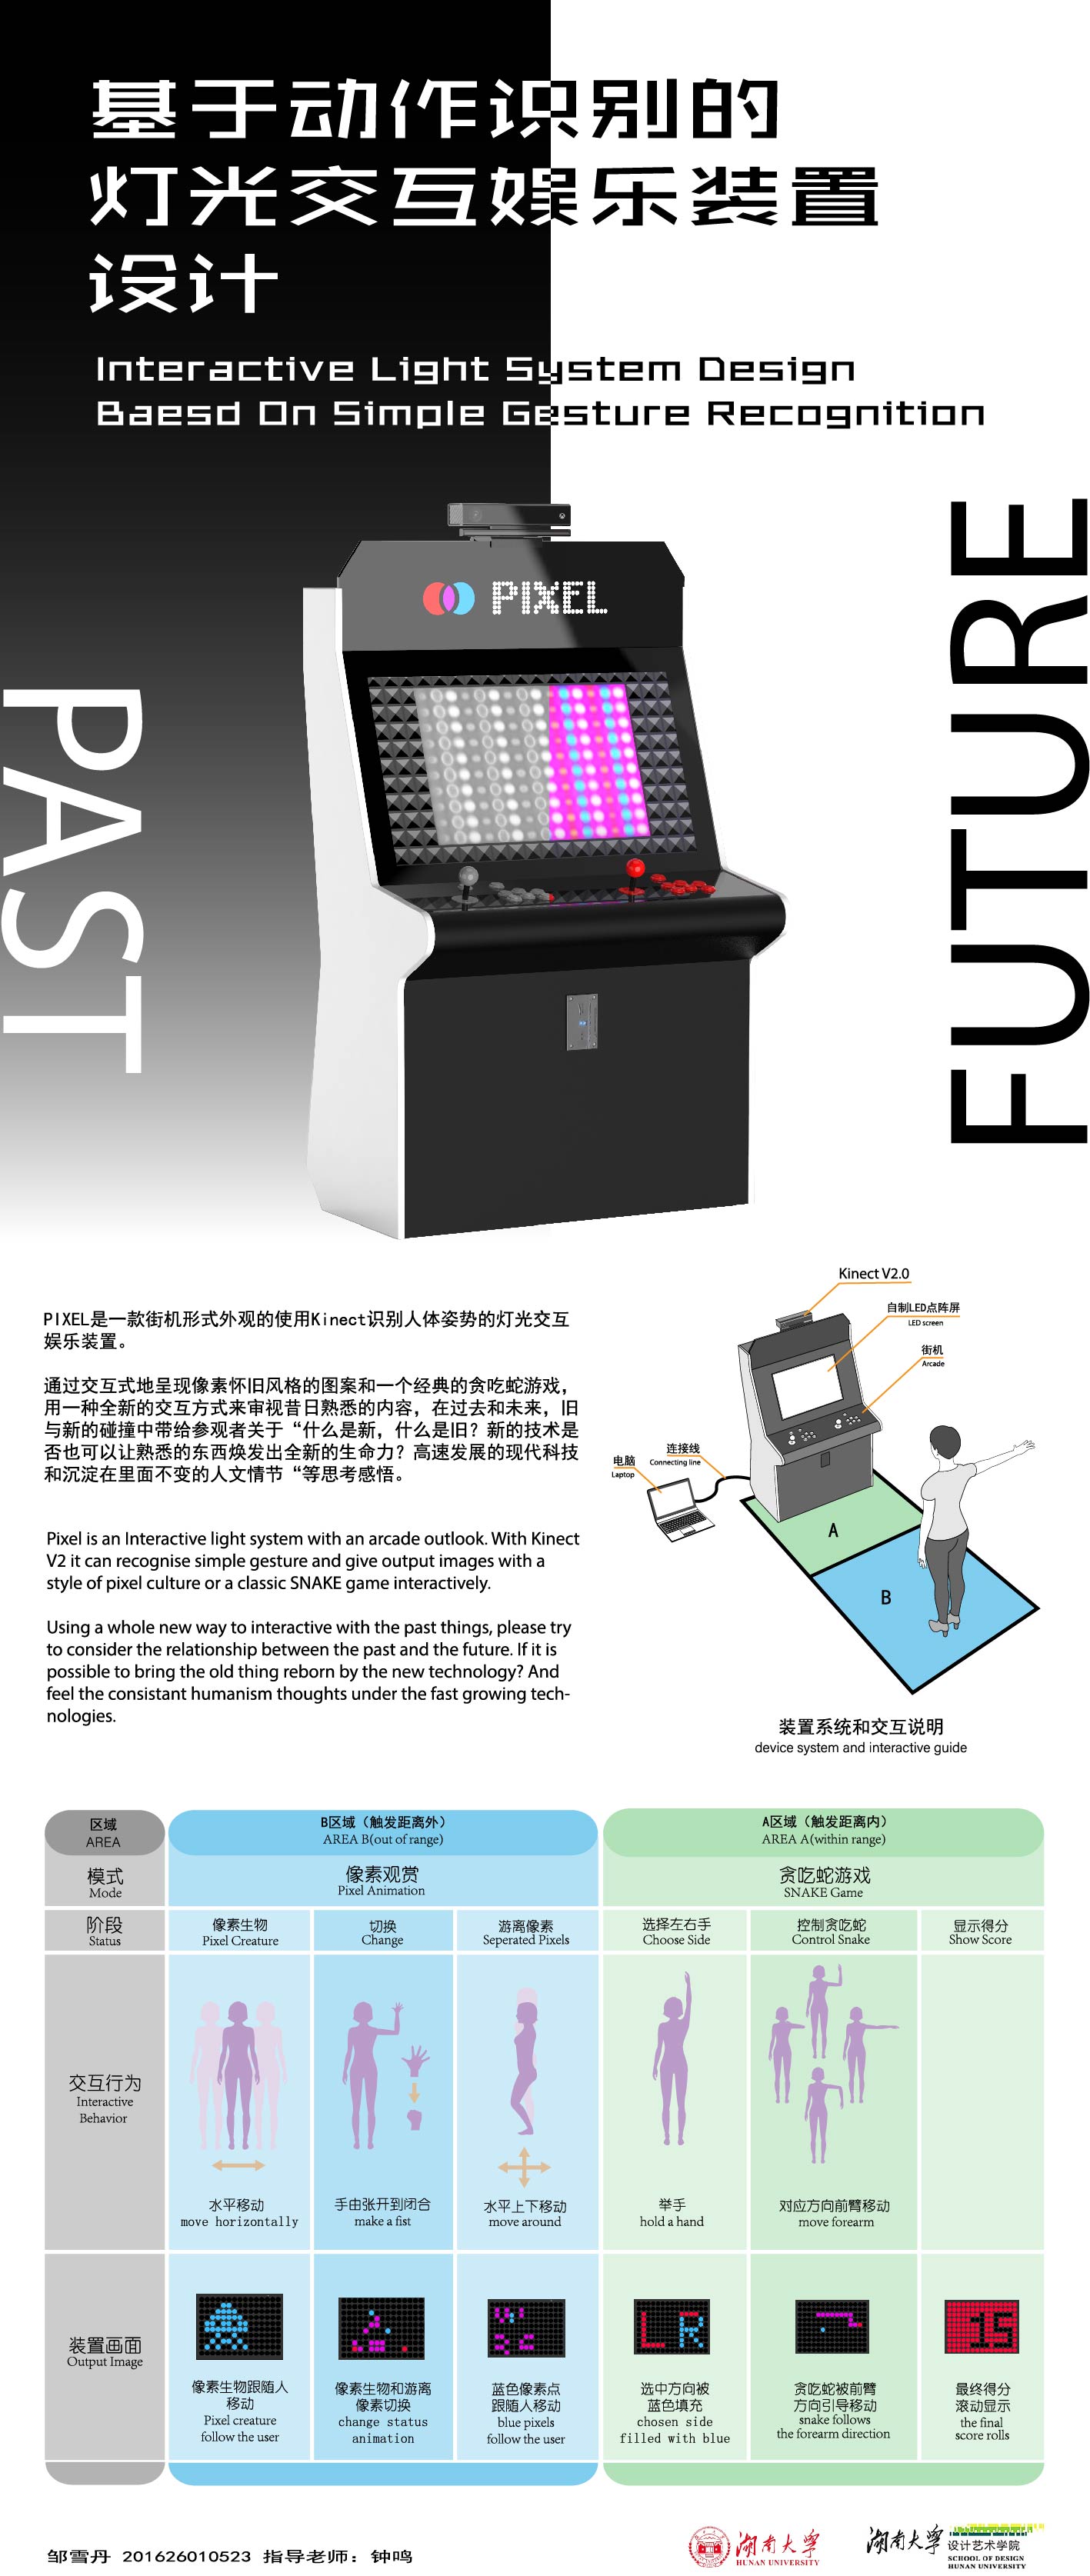 基于动作识别的
灯光交互娱乐装置
设计
Interactive Light System Design
Baesd On Simple Gesture Recognition
PAST
FUTURE
PIXEL
PIXEL是一款街机形式外观的使用Kinect识别人体姿势的灯光交互
娱乐装置。
通过交互式地呈现像素怀旧风格的图案和一个经典的贪吃蛇游戏，
用一种全新的交互方式来审视昔日熟悉的内容，在过去和未来，旧
与新的碰撞中带给参观者关于“什么是新，什么是旧？新的技术是
否也可以让熟悉的东西焕发出全新的生命力？高速发展的现代科技
和沉淀在里面不变的人文情节“等思考感悟。
Pixel is an Interactive light system with an arcade outlook. With Kinect
V2 it can recognise simple gesture and give output images with a
style of pixel culture or a classic SNAKE game interactively.
Using a whole new way to interactive with the past things, please try
to consider the relationship between the past and the future. If it is
possible to bring the old thing reborn by the new technology? And
feel the consistant humanism thoughts under the fast growing tech-
nologies.
Kinect V2.0
自制LED点阵屏
LED screen
街机
Arcade
连接线
Connecting line
电脑
Laptop
A
B
装置系统和交互说明
device system and interactive guide
区域
AREA
B区域（触发距离外）
AREA B(out of range)
A区域（触发距离内）
AREA A(within range)
模式
Mode
像素观赏
Pixel Animation
贪吃蛇游戏
SNAKE Game
阶段
Status
像素生物
Pixel Creature
切换
Change
游离像素
Seperated Pixels
选择左右手
Choose Side
控制贪吃蛇
Control Snake
显示得分
Show Score
交互行为
Interactive
Behavior
水平移动
move horizontally
手由张开到闭合
make a fist
水平上下移动
move around
举手
hold a hand
对应方向前臂移动
move forearm
装置画面
Output Image
L R
15
像素生物跟随人
移动
Pixel creature
follow the user
像素生物和游离
像素切换
change status
animation
蓝色像素点
跟随人移动
blue pixels
follow the user
选中方向被
蓝色填充
chosen side
filled with blue
贪吃蛇被前臂
方向引导移动
snake follows
the forearm direction
最终得分
滚动显示
the final
score rolls
邹雪丹 201626010523 指导老师：钟鸣
湖南大学
HUNAN UNIVERSITY
湖南大学
设计艺术学院
SCHOOL OF DESIGN
HUNAN UNIVERSITY